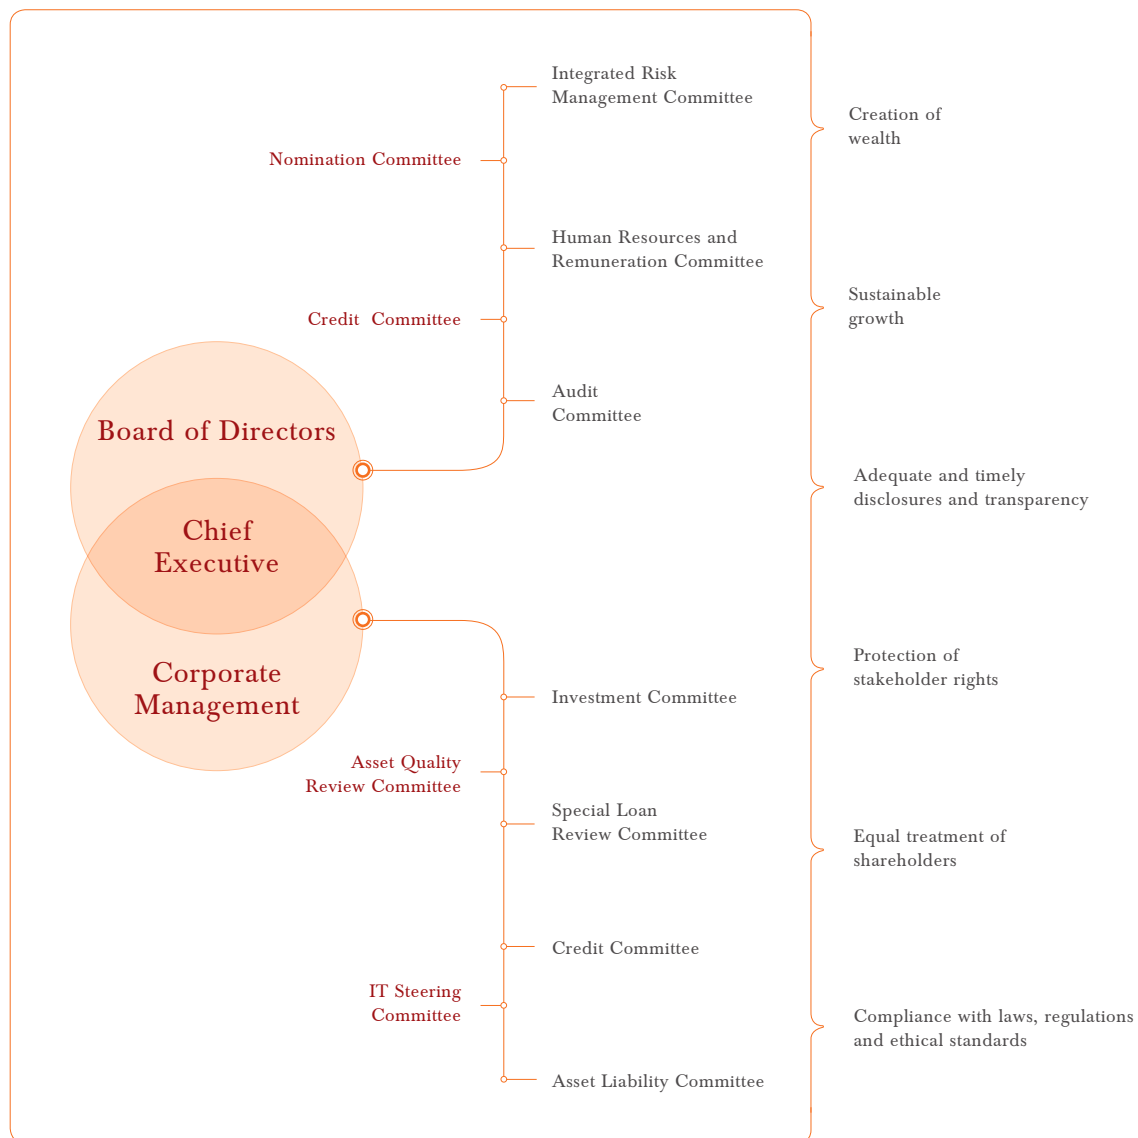 Integrated Risk
Management Committee
Nomination Committee
Human Resources and
Remuneration Committee
Credit  Committee
Audit
Committee
Board of Directors
Chief
Executive
Corporate
Management
Investment Committee
Asset Quality
Review Committee
Special Loan
Review Committee
Credit Committee
IT Steering
Committee
Asset Liability Committee
Creation of
wealth
Sustainable
growth
Adequate and timely
disclosures and transparency
Protection of
stakeholder rights
Equal treatment of
shareholders
Compliance with laws, regulations
and ethical standards